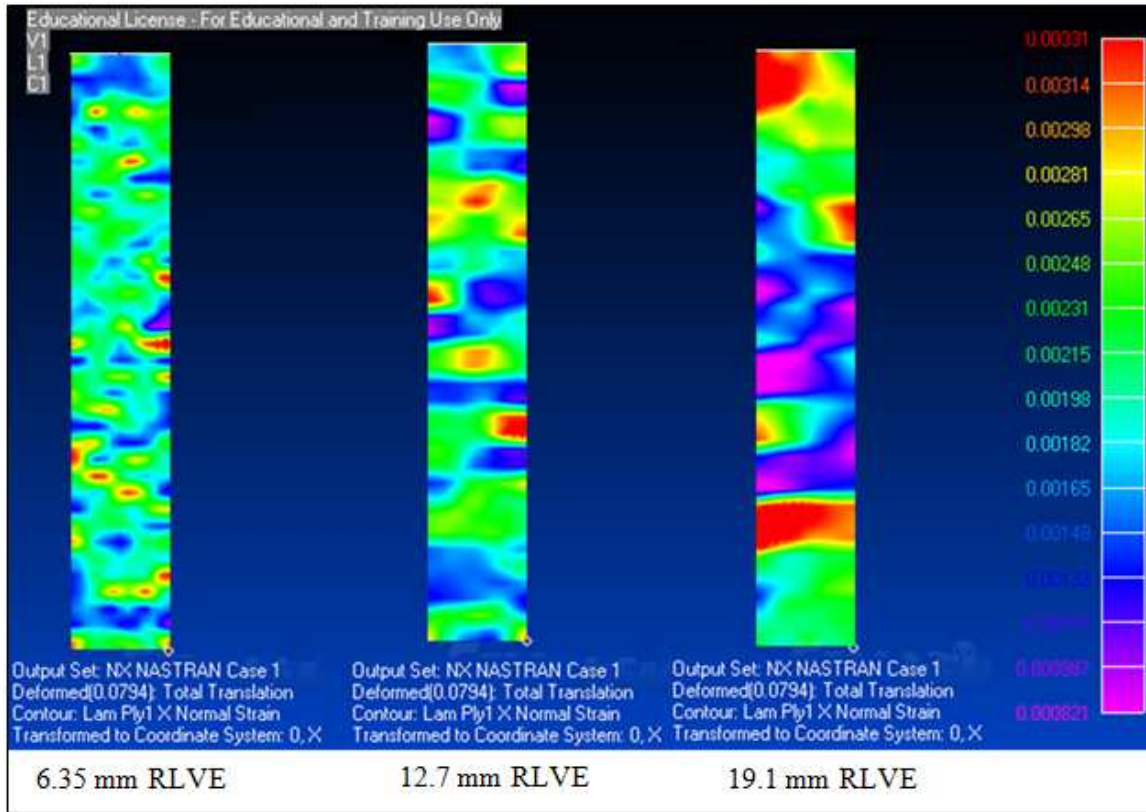 Educational License - For Educational and Training Use Only
V1
L1
C1
0.00331
0.00314
0.00298
0.00281
0.00265
0.00248
0.00231
0.00215
0.00198
0.00182
0.00165
0.00148
0.00133
0.000987
0.000821
Output Set: NX NASTRAN Case 1
Deformed(0.0794): Total Translation
Contour: Lam Ply1 X Normal Strain
Transformed to Coordinate System: 0, X
Output Set: NX NASTRAN Case 1
Deformed(0.0794): Total Translation
Contour: Lam Ply1 X Normal Strain
Transformed to Coordinate System: 0, X
Output Set: NX NASTRAN Case 1
Deformed(0.0794): Total Translation
Contour: Lam Ply1 X Normal Strain
Transformed to Coordinate System: 0, X
6.35 mm RLVE
12.7 mm RLVE
19.1 mm RLVE